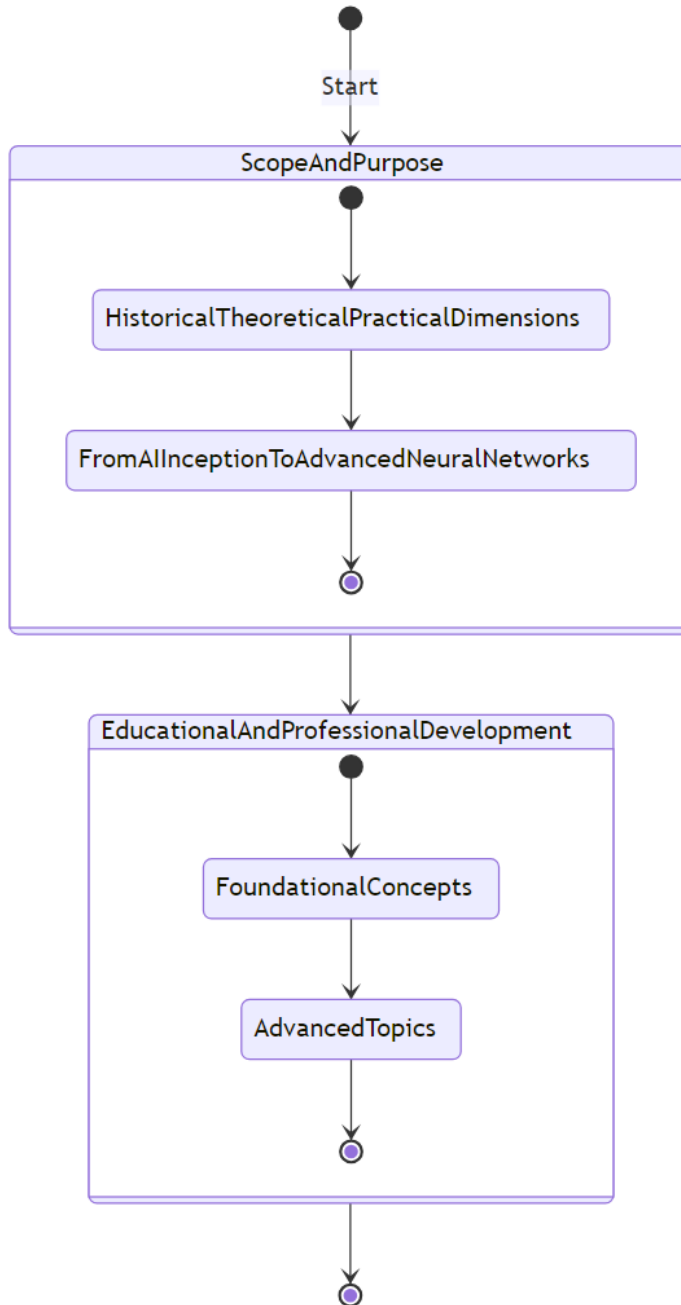 Start
ScopeAndPurpose
HistoricalTheoreticalPracticalDimensions
FromAIInceptionToAdvancedNeuralNetworks
EducationalAndProfessionalDevelopment
FoundationalConcepts
AdvancedTopics